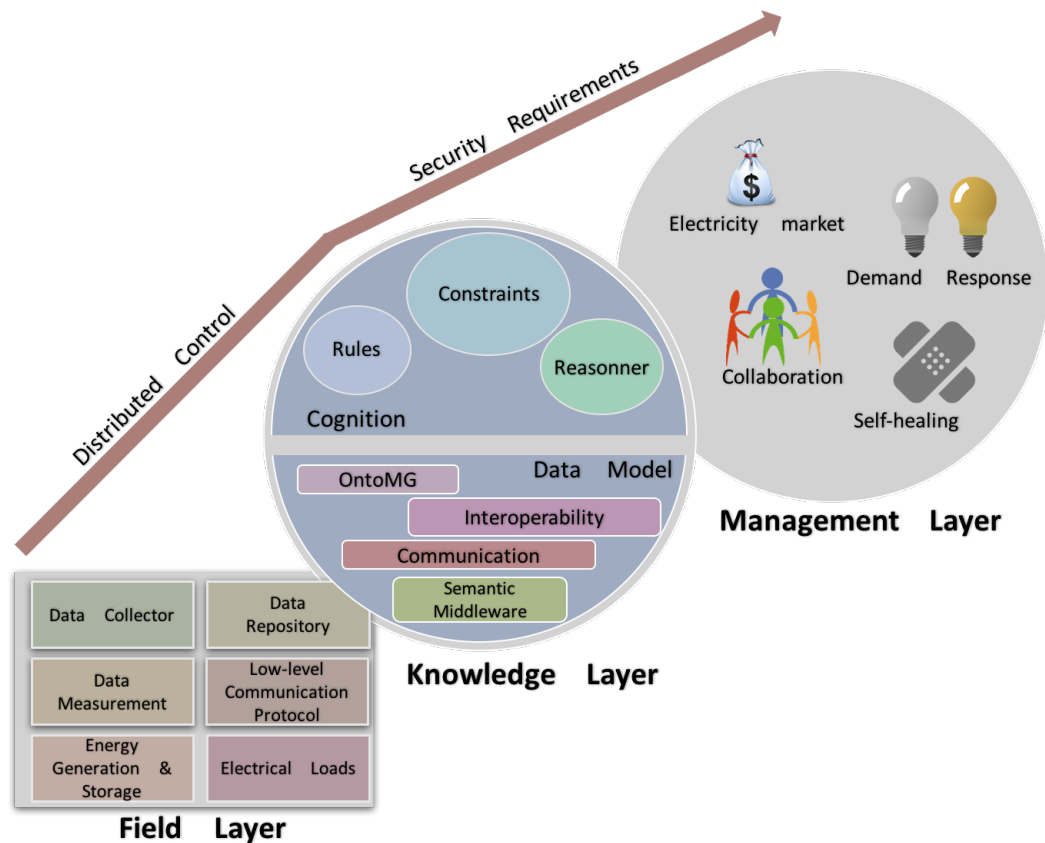 Distributed Control
Security Requirements
$
Electricity market
Demand Response
Collaboration
Self-healing
Management Layer
Constraints
Rules
Reasonner
Cognition
Data Model
OntoMG
Interoperability
Communication
Semantic
Middleware
Knowledge Layer
Data Collector
Data
Repository
Data
Measurement
Low-level
Communication
Protocol
Energy
Generation &
Storage
Electrical Loads
Field Layer